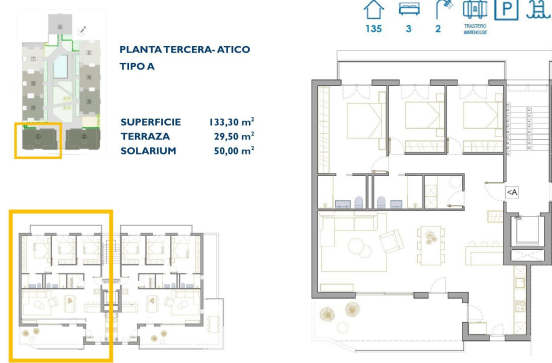 135 3 2 TRASTERO WAREHOUSE P
PLANTA TERCERA- ATICO
TIPO A
SUPERFICIE 133,30 m²
TERRAZA 29,50 m²
SOLARIUM 50,00 m²
<A